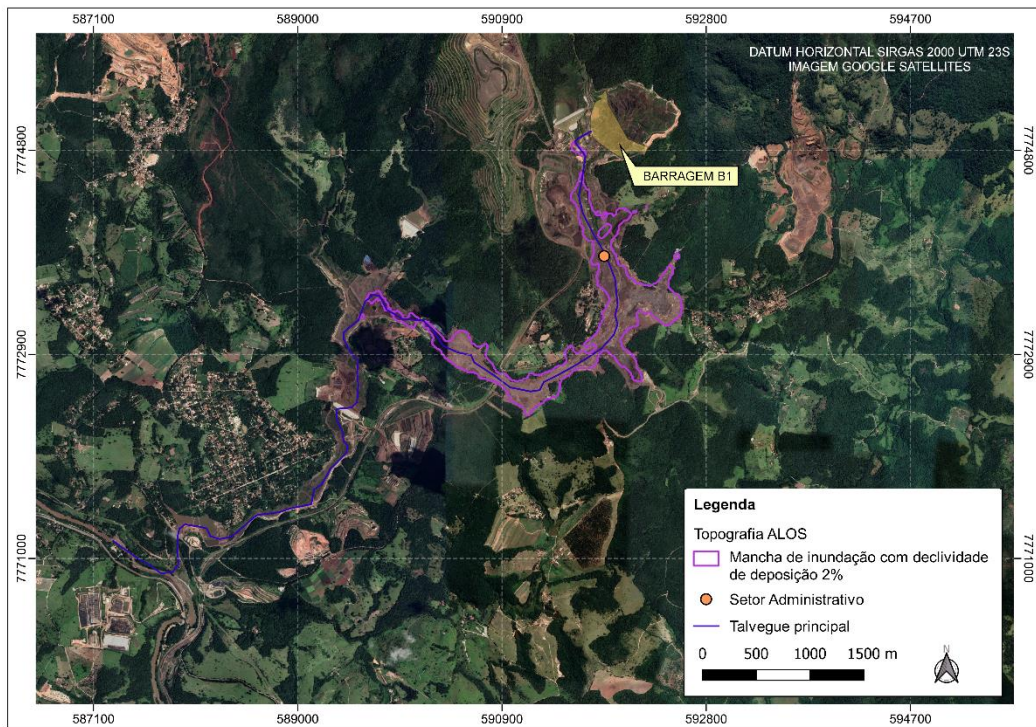 587100 589000 590900 592800 594700
DATUM HORIZONTAL SIRGAS 2000 UTM 23S
IMAGEM GOOGLE SATELLITES
7774800 7774800
BARRAGEM B1
7772900 7772900
7771000 7771000
Legenda
Topografia ALOS
Mancha de inundação com declividade
de deposição 2%
Setor Administrativo
Talvegue principal
0 500 1000 1500 m
N
587100 589000 590900 592800 594700